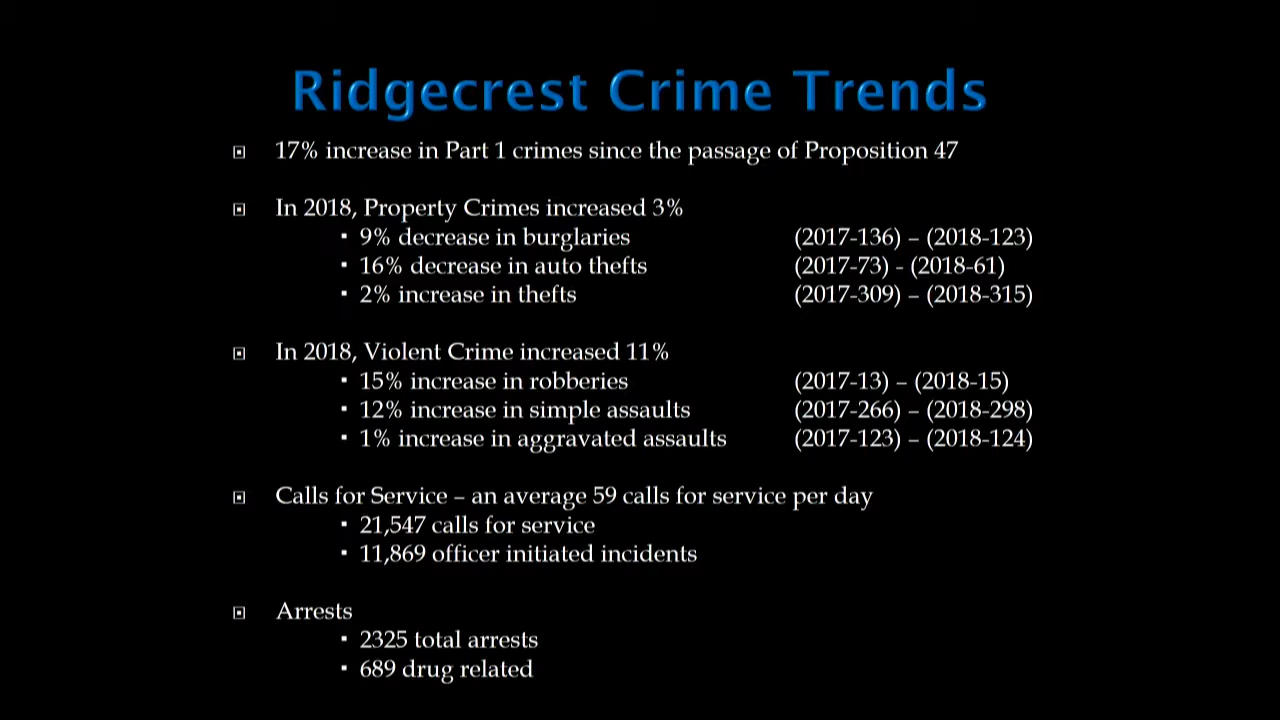 Ridgecrest Crime Trends
17% increase in Part 1 crimes since the passage of Proposition 47
In 2018, Property Crimes increased 3%
9% decrease in burglaries (2017-136) – (2018-123)
16% decrease in auto thefts (2017-73) - (2018-61)
2% increase in thefts (2017-309) – (2018-315)
In 2018, Violent Crime increased 11%
15% increase in robberies (2017-13) – (2018-15)
12% increase in simple assaults (2017-266) – (2018-298)
1% increase in aggravated assaults (2017-123) – (2018-124)
Calls for Service – an average 59 calls for service per day
21,547 calls for service
11,869 officer initiated incidents
Arrests
2325 total arrests
689 drug related